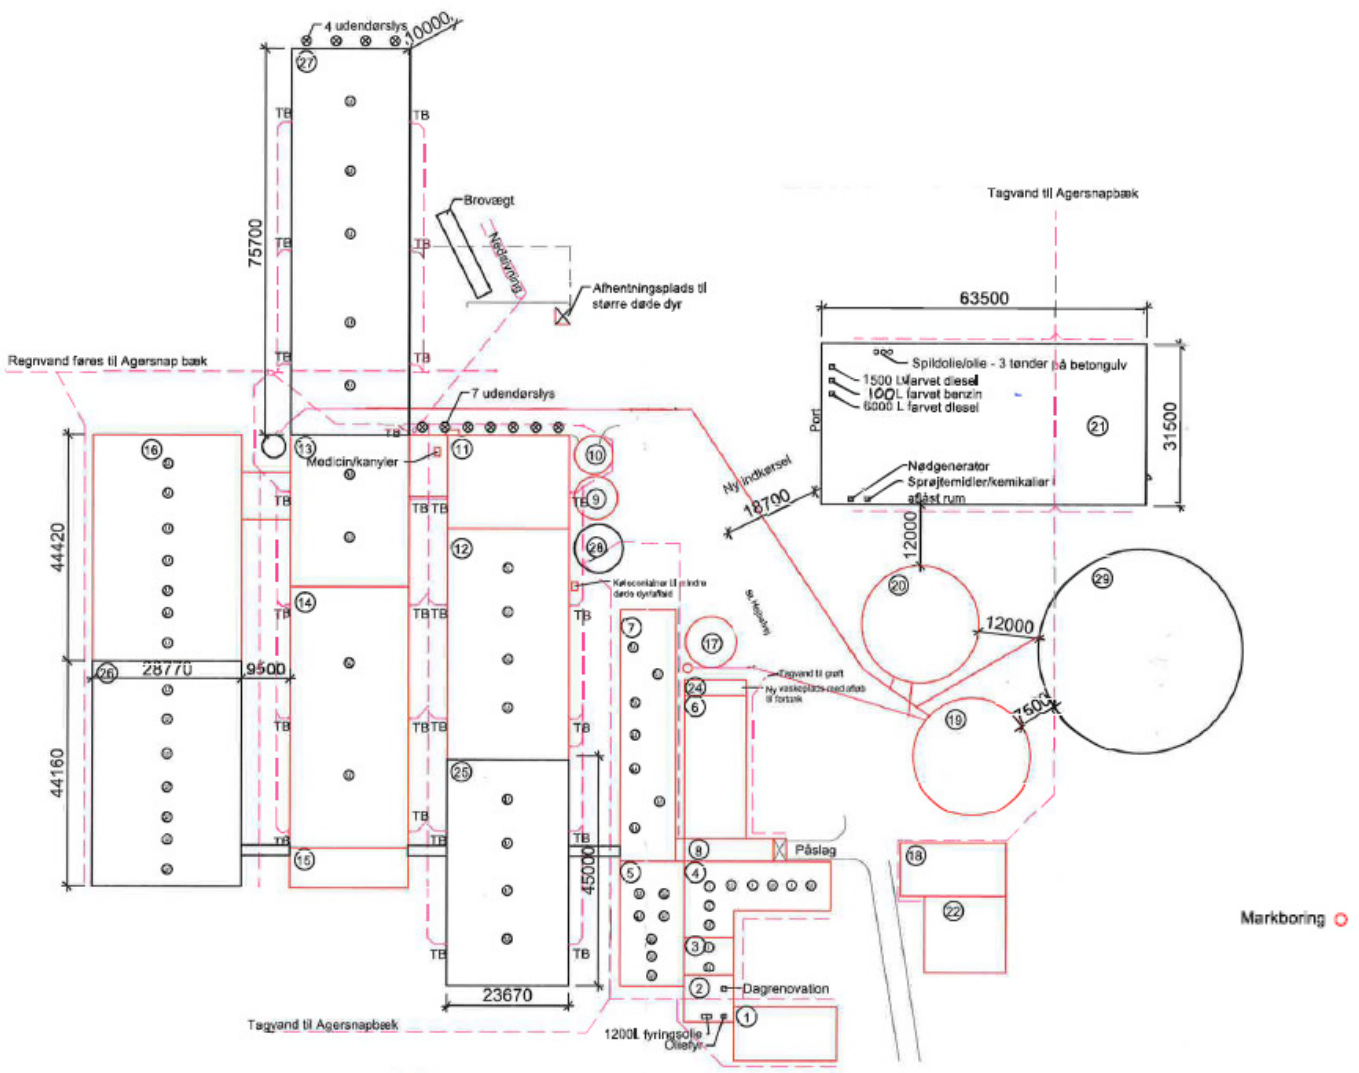 4 udendørslys
10000
27
TB
TB
75700
Brovægt
Nedsivning
TB
TB
Afhentningsplads til
større døde dyr
Tagvand til Agersnapbæk
63500
Regnvand føres til Agersnap bæk
TB
TB
Spildolie/olie - 3 tønder på betongulv
1500 L farvet diesel
100 L farvet benzin
6000 L farvet diesel
Port
21
31500
7 udendørslys
TB
16
13
11
10
Medicin/kanyler
Ny indkørsel
18700
Nødgenerator
Sprøjtemidler/kemikalier
aflåst rum
9
TB
TB
TB
TB
12000
44420
12
28
20
29
Kølecontainer til mindre
døde dyr/affald
14
TB
TB
TB
TB
7
St. Hejbølvej
17
12000
26
28770
9500
Tagvand til grøft
24
Ny vaskeplads med afløb
til fortank
6
19
7500
TB
TB
TB
TB
44160
25
TB
TB
TB
TB
15
8
Påslag
18
5
4
45000
22
Markboring
3
TB
TB
2
Dagrenovation
23670
Tagvand til Agersnapbæk
1
1200L fyringsolie
Oliefyr